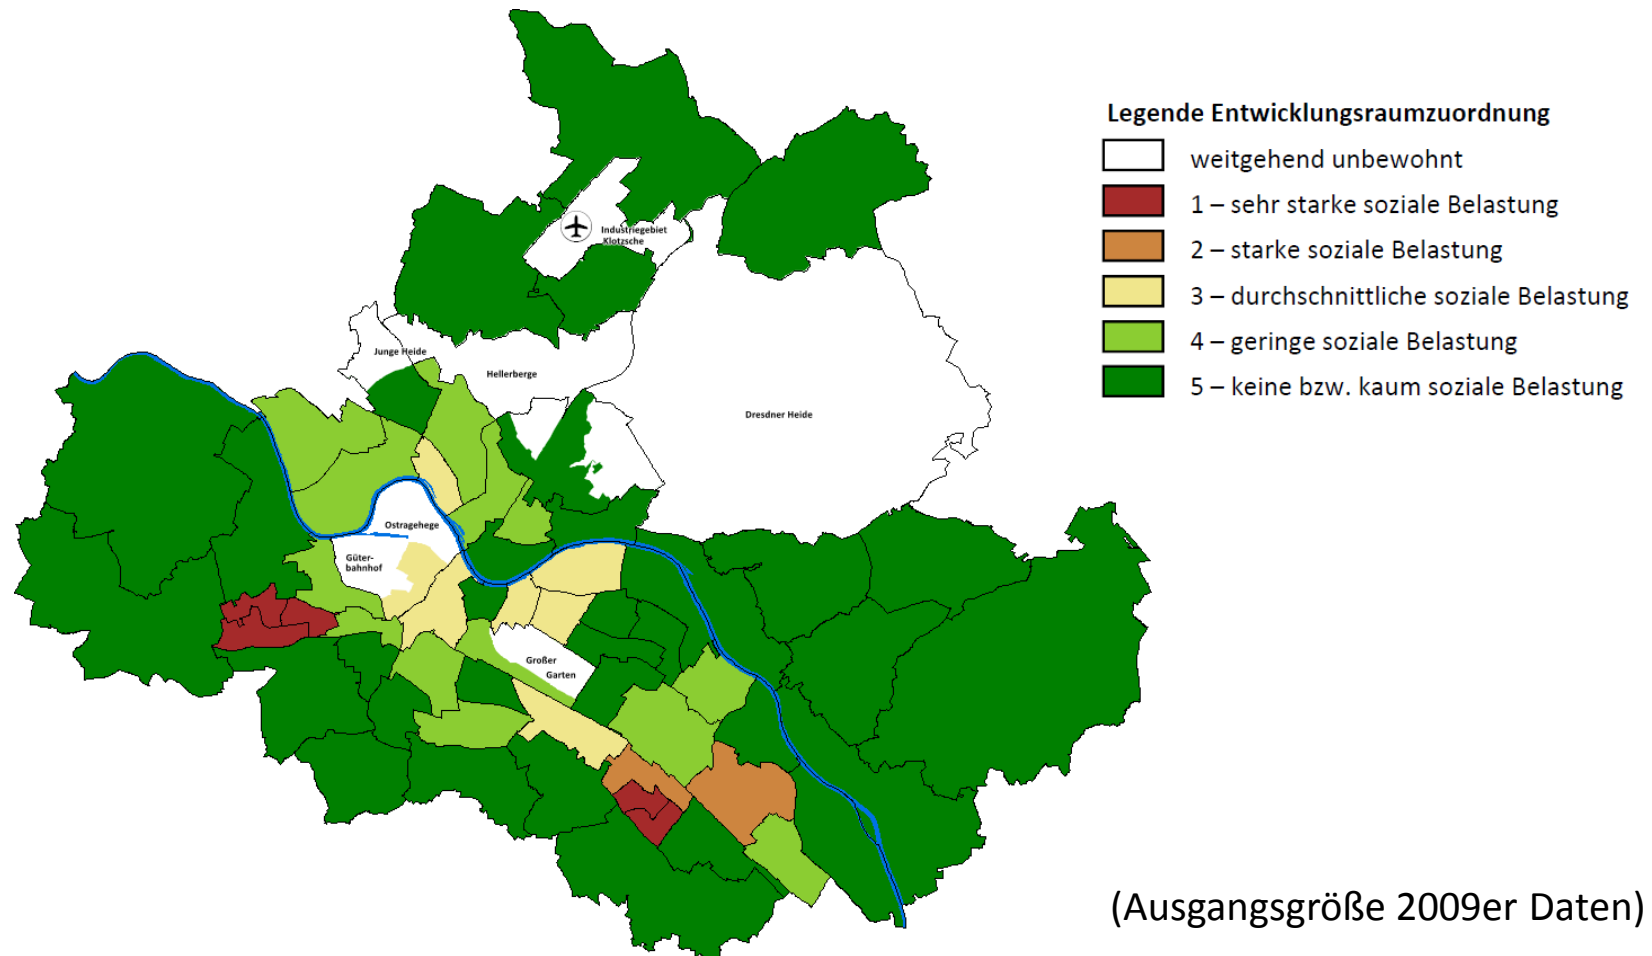 Legende Entwicklungsraumzuordnung
weitgehend unbewohnt
1 – sehr starke soziale Belastung
2 – starke soziale Belastung
3 – durchschnittliche soziale Belastung
4 – geringe soziale Belastung
5 – keine bzw. kaum soziale Belastung
Industriegebiet
Klotzsche
Junge Heide
Hellerberge
Dresdner Heide
Ostragehege
Güter-
bahnhof
Großer
Garten
(Ausgangsgröße 2009er Daten)